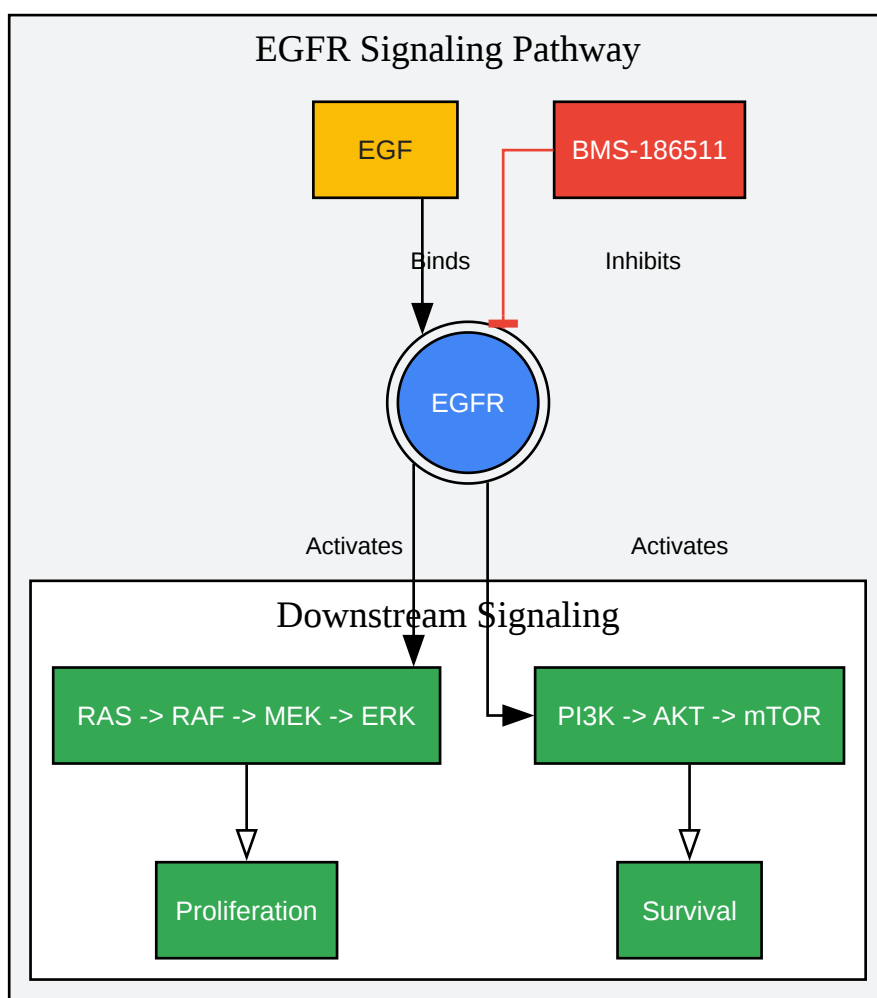 EGFR Signaling Pathway
EGF
BMS-186511
Binds
Inhibits
EGFR
Activates
Activates
Downstream Signaling
RAS -> RAF -> MEK -> ERK
PI3K -> AKT -> mTOR
Proliferation
Survival